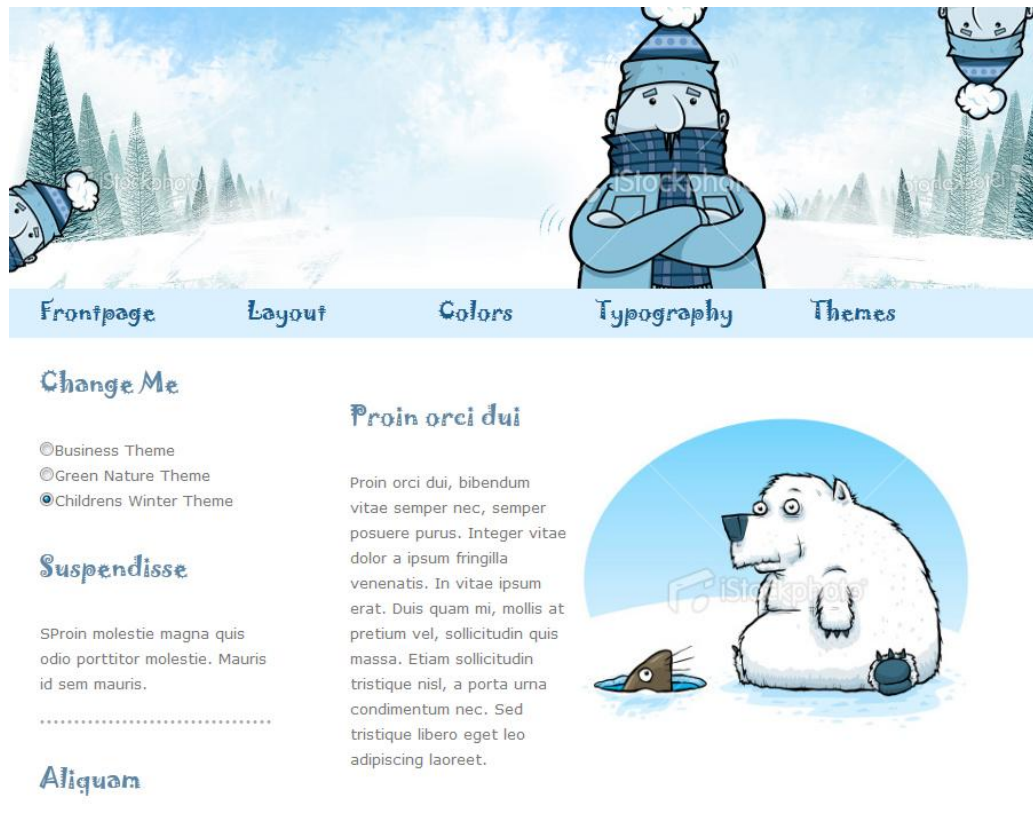 iStockphoto
iStockphoto
Frontpage Layout Colors Typography Themes
Change Me
Business Theme
Green Nature Theme
Childrens Winter Theme
Suspendisse
SProin molestie magna quis
odio porttitor molestie. Mauris
id sem mauris.
Aliquam
Proin orci dui
Proin orci dui, bibendum
vitae semper nec, semper
posuere purus. Integer vitae
dolor a ipsum fringilla
venenatis. In vitae ipsum
erat. Duis quam mi, mollis at
pretium vel, sollicitudin quis
massa. Etiam sollicitudin
tristique nisl, a porta urna
condimentum nec. Sed
tristique libero eget leo
adipiscing laoreet.
iStockphoto